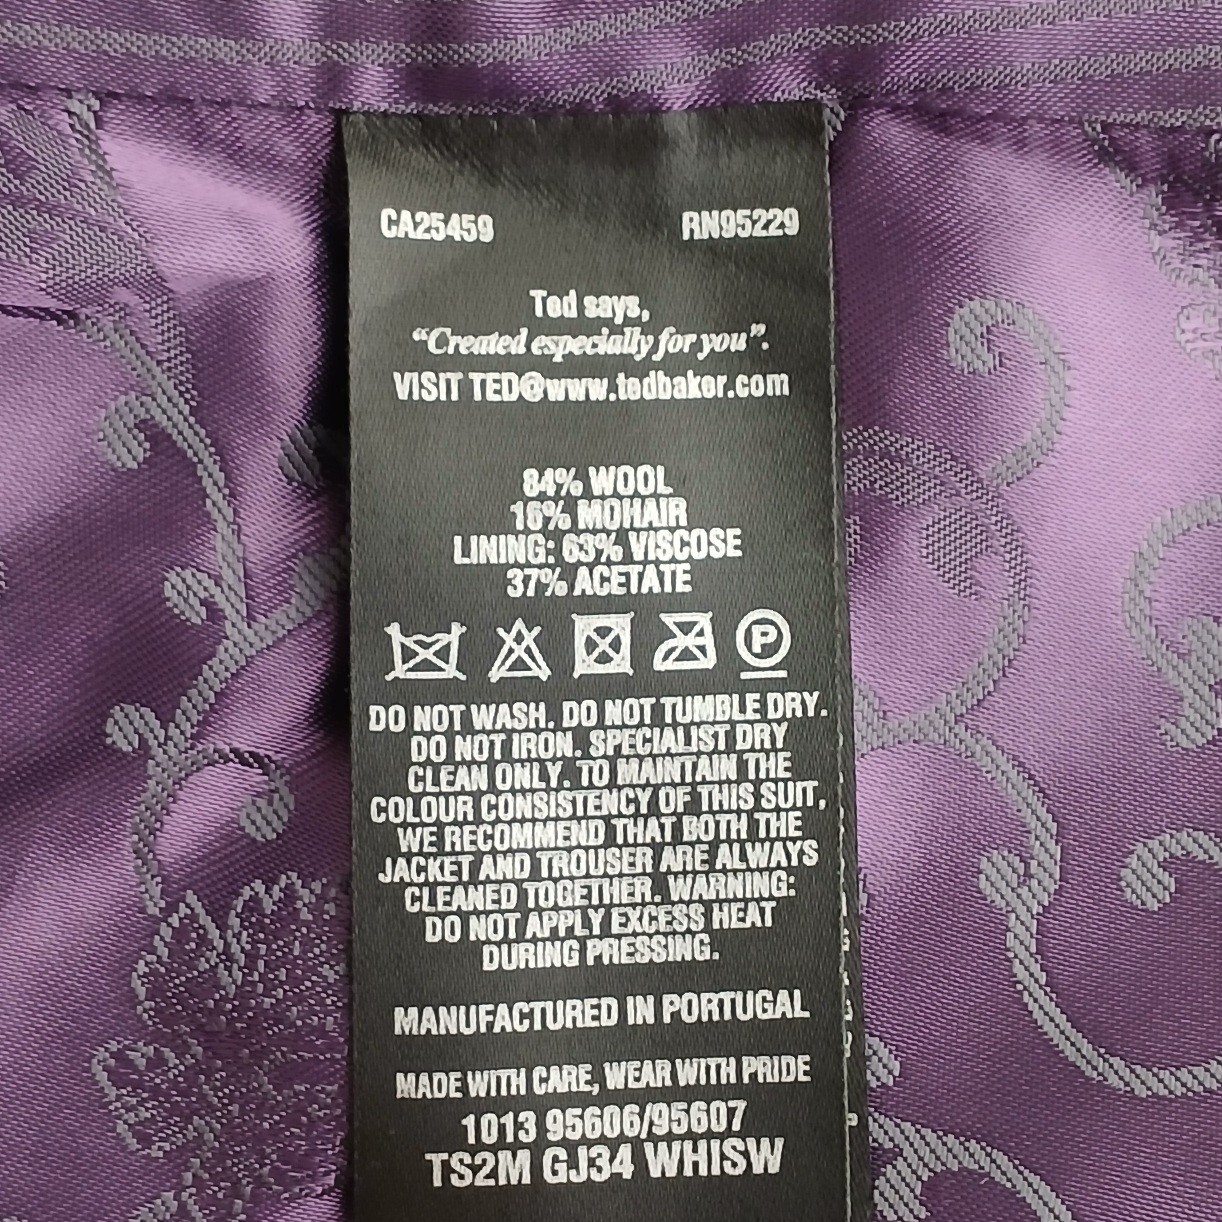 CA25459 RN95229
Ted says,
“Created especially for you”.
VISIT TED@www.tedbaker.com
84% WOOL
16% MOHAIR
LINING: 63% VISCOSE
37% ACETATE
P
DO NOT WASH. DO NOT TUMBLE DRY.
DO NOT IRON. SPECIALIST DRY
CLEAN ONLY. TO MAINTAIN THE
COLOUR CONSISTENCY OF THIS SUIT,
WE RECOMMEND THAT BOTH THE
JACKET AND TROUSER ARE ALWAYS
CLEANED TOGETHER. WARNING:
DO NOT APPLY EXCESS HEAT
DURING PRESSING.
MANUFACTURED IN PORTUGAL
MADE WITH CARE, WEAR WITH PRIDE
1013 95606/95607
TS2M GJ34 WHISW